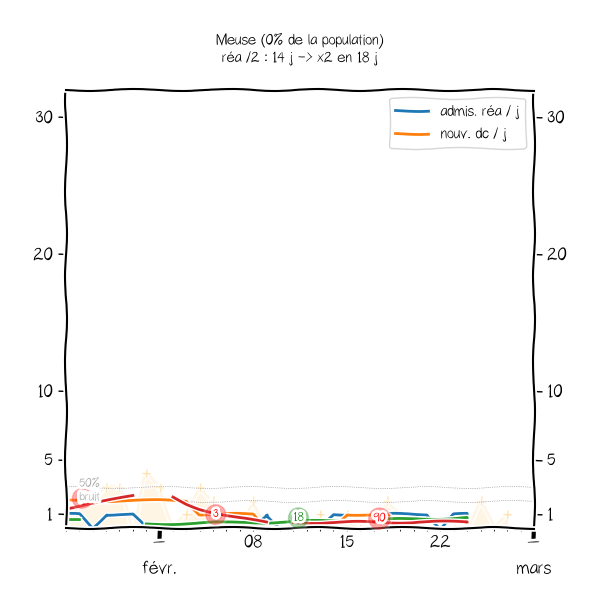 Meuse (0% de la population)
réa /2 : 14 j -> x2 en 18 j
admis. réa / j
nouv. dc / j
30
30
20
20
10
10
5
5
50%
bruit
1
3
18
90
1
08
15
22
févr.
mars